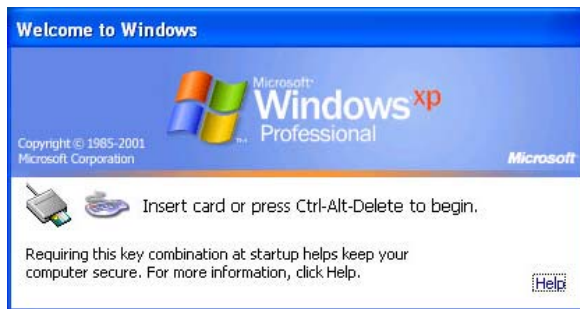 Welcome to Windows
Microsoft®
Windows xp
Professional
Copyright © 1985-2001
Microsoft Corporation
Microsoft
Insert card or press Ctrl-Alt-Delete to begin.
Requiring this key combination at startup helps keep your
computer secure. For more information, click Help.
Help